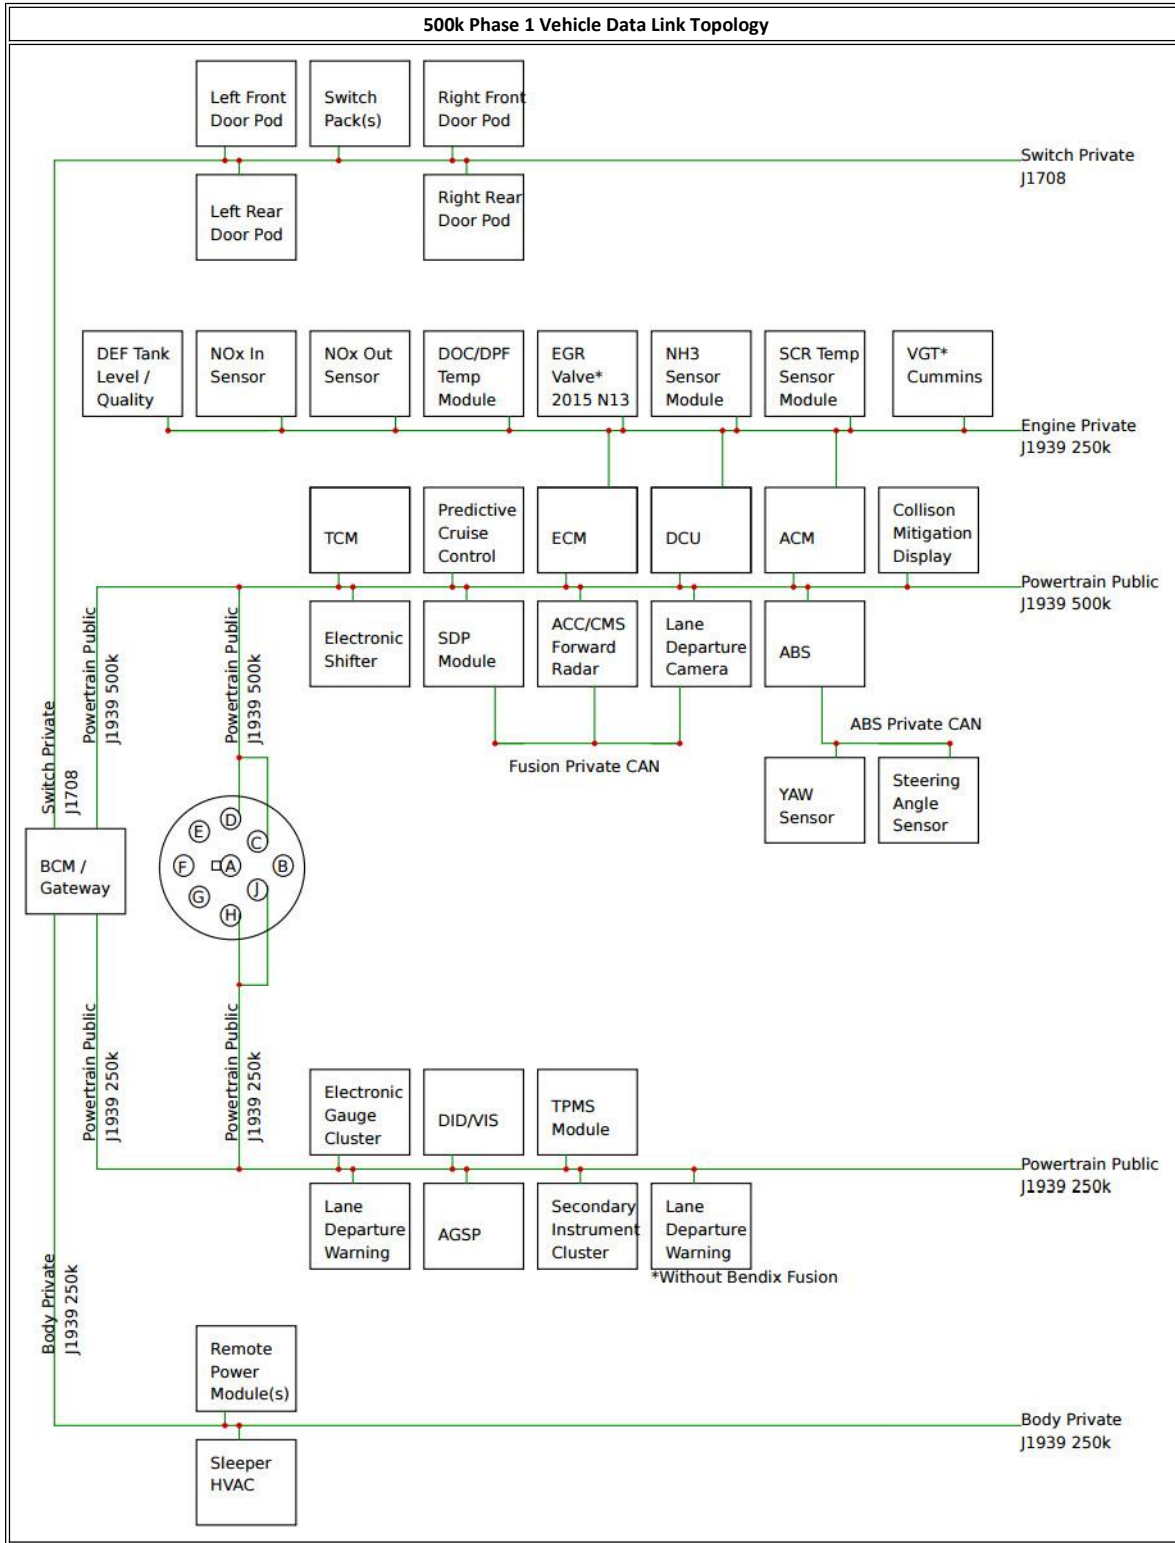 500k Phase 1 Vehicle Data Link Topology
Left Front
Door Pod
Switch
Pack(s)
Right Front
Door Pod
Switch Private
J1708
Left Rear
Door Pod
Right Rear
Door Pod
DEF Tank
Level /
Quality
NOx In
Sensor
NOx Out
Sensor
DOC/DPF
Temp
Module
EGR
Valve*
2015 N13
NH3
Sensor
Module
SCR Temp
Sensor
Module
VGT*
Cummins
Engine Private
J1939 250k
TCM
Predictive
Cruise
Control
ECM
DCU
ACM
Collison
Mitigation
Display
Powertrain Public
J1939 500k
Electronic
Shifter
SDP
Module
ACC/CMS
Forward
Radar
Lane
Departure
Camera
ABS
Powertrain Public
J1939 500k
Powertrain Public
J1939 500k
Switch Private
J1708
Fusion Private CAN
ABS Private CAN
YAW
Sensor
Steering
Angle
Sensor
BCM /
Gateway
D
E
C
F
A
B
G
J
H
Powertrain Public
J1939 250k
Powertrain Public
J1939 250k
Electronic
Gauge
Cluster
DID/VIS
TPMS
Module
Powertrain Public
J1939 250k
Lane
Departure
Warning
AGSP
Secondary
Instrument
Cluster
Lane
Departure
Warning
*Without Bendix Fusion
Body Private
J1939 250k
Remote
Power
Module(s)
Body Private
J1939 250k
Sleeper
HVAC